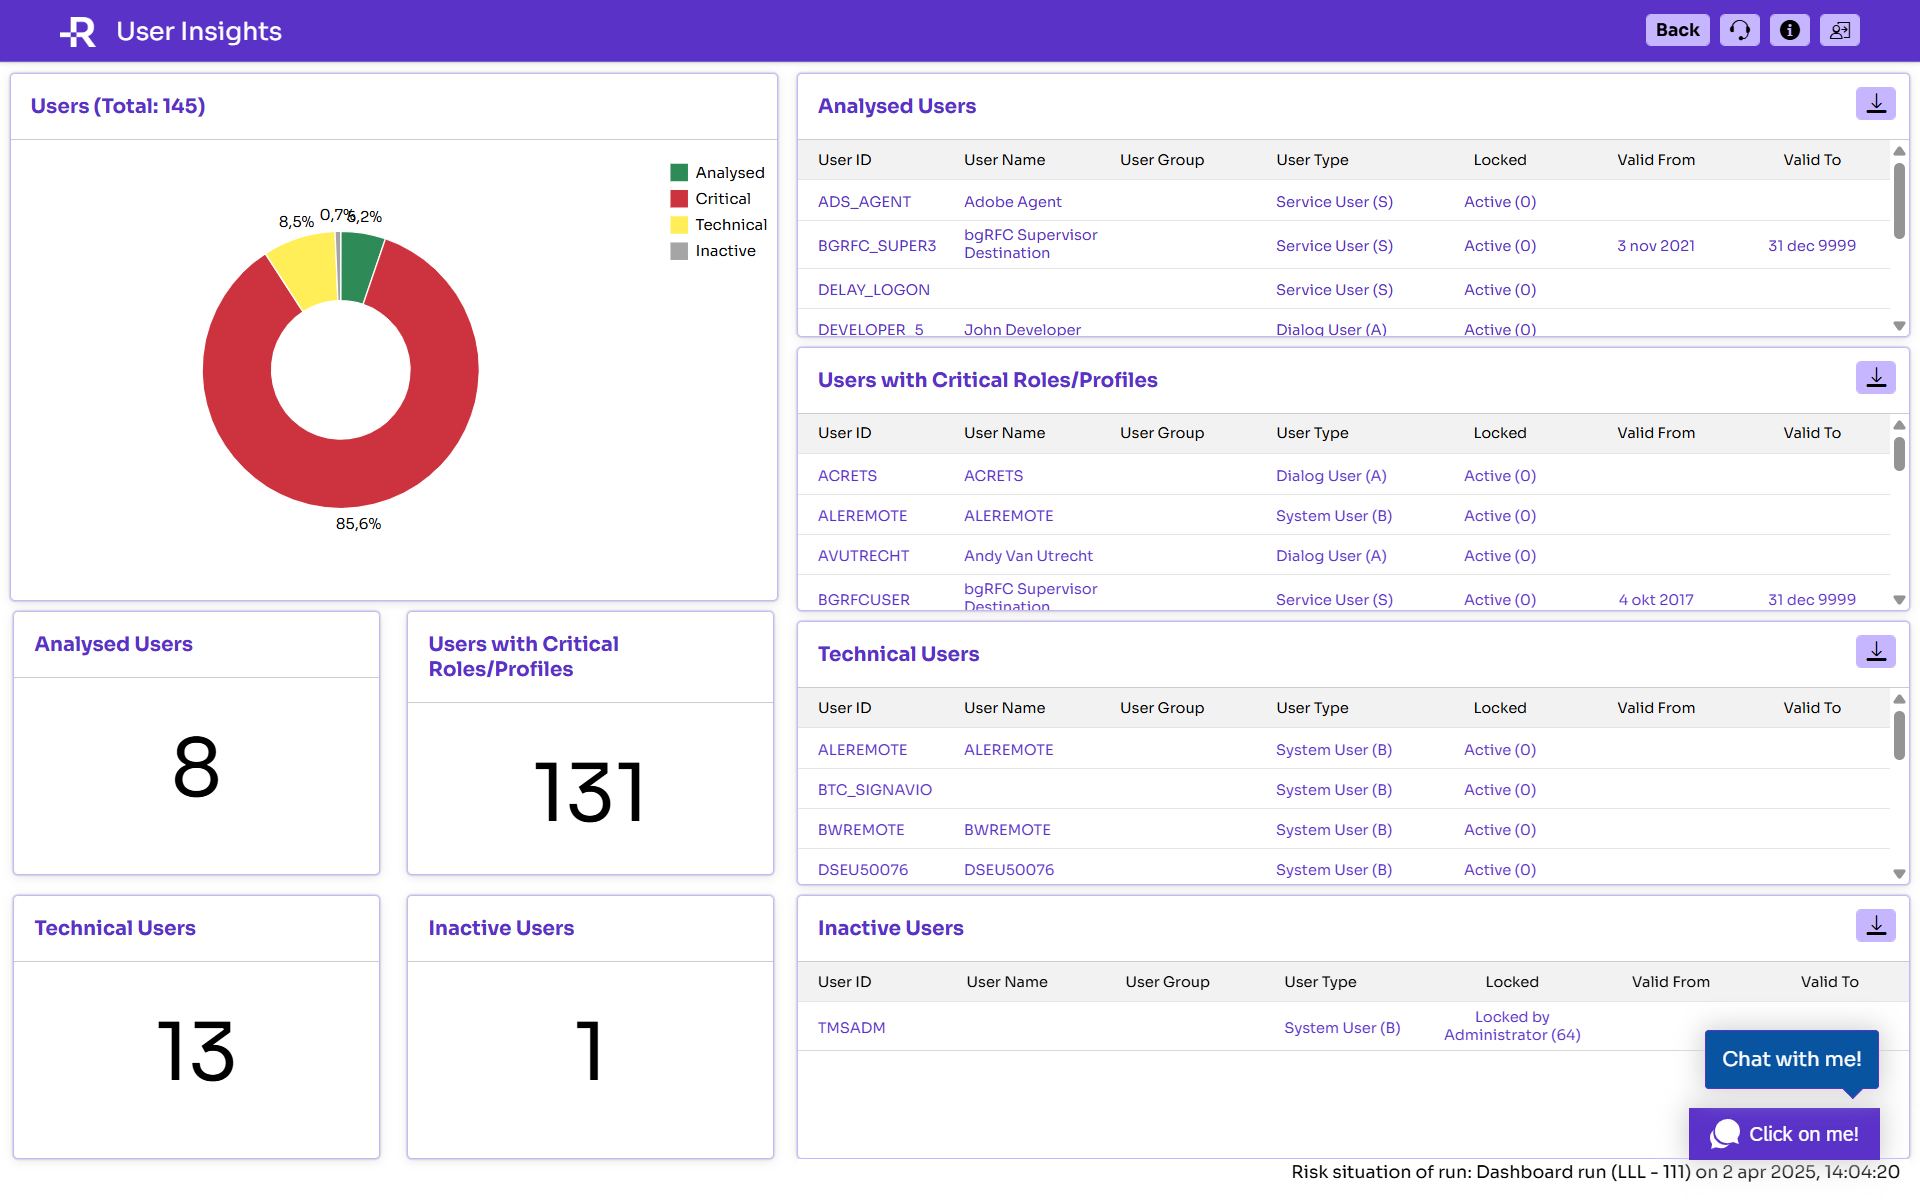 User Insights
Back
Users (Total: 145)
Analysed
Critical
Technical
Inactive
8,5%
0,7%
5,2%
85,6%
Analysed Users
8
Users with Critical
Roles/Profiles
131
Technical Users
13
Inactive Users
1
Analysed Users
User ID User Name User Group User Type Locked Valid From Valid To
ADS_AGENT Adobe Agent Service User (S) Active (0)
BGRFC_SUPER3 bgRFC Supervisor Destination Service User (S) Active (0) 3 nov 2021 31 dec 9999
DELAY_LOGON Service User (S) Active (0)
DEVELOPER_5 John Developer Dialog User (A) Active (0)
Users with Critical Roles/Profiles
User ID User Name User Group User Type Locked Valid From Valid To
ACRETS ACRETS Dialog User (A) Active (0)
ALEREMOTE ALEREMOTE System User (B) Active (0)
AVUTRECHT Andy Van Utrecht Dialog User (A) Active (0)
BGRFCUSER bgRFC Supervisor Destination Service User (S) Active (0) 4 okt 2017 31 dec 9999
Technical Users
User ID User Name User Group User Type Locked Valid From Valid To
ALEREMOTE ALEREMOTE System User (B) Active (0)
BTC_SIGNAVIO System User (B) Active (0)
BWREMOTE BWREMOTE System User (B) Active (0)
DSEU50076 DSEU50076 System User (B) Active (0)
Inactive Users
User ID User Name User Group User Type Locked Valid From Valid To
TMSADM System User (B) Locked by Administrator (64)
Chat with me!
Click on me!
Risk situation of run: Dashboard run (LLL - 111) on 2 apr 2025, 14:04:20